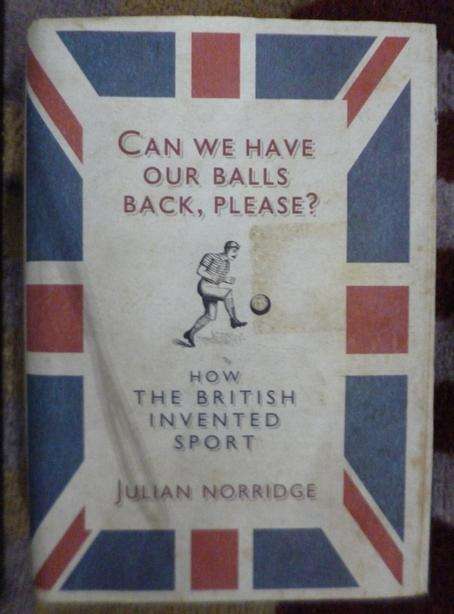 CAN WE HAVE
OUR BALLS
BACK, PLEASE?
HOW
THE BRITISH
INVENTED
SPORT
JULIAN NORRIDGE